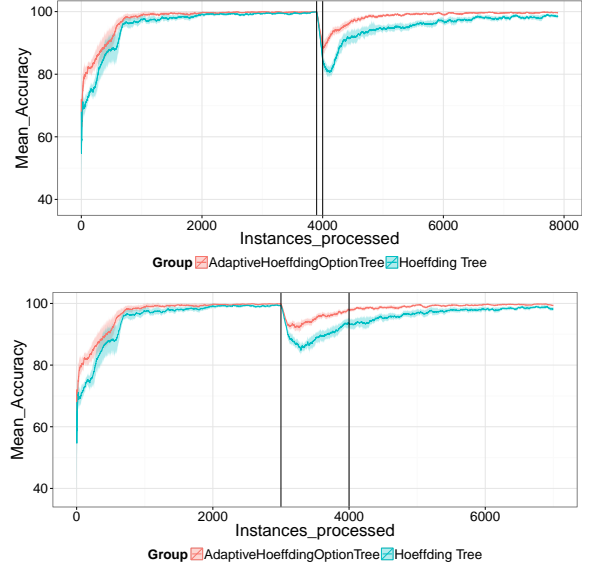 100
80
60
40
Mean_Accuracy
0 2000 4000 6000 8000
Instances_processed
Group AdaptiveHoeffdingOptionTree Hoeffding Tree
100
80
60
40
Mean_Accuracy
0 2000 4000 6000
Instances_processed
Group AdaptiveHoeffdingOptionTree Hoeffding Tree